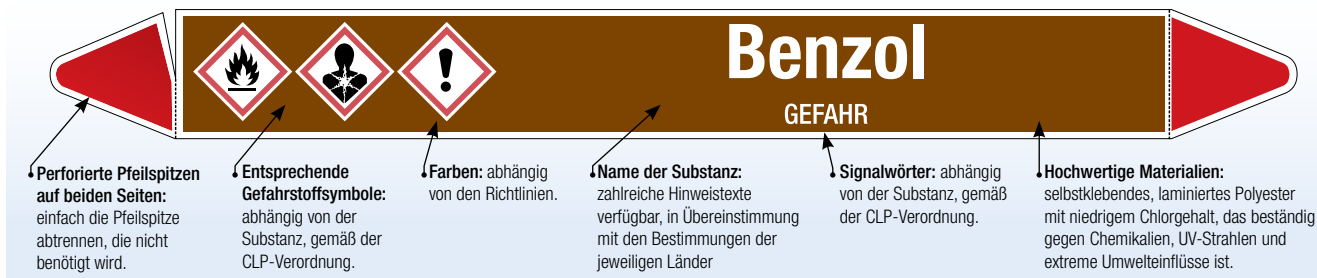 Benzol
GEFAHR
Perforierte Pfeilspitzen
auf beiden Seiten:
einfach die Pfeilspitze
abtrennen, die nicht
benötigt wird.
Entsprechende
Gefahrstoffsymbole:
abhängig von der
Substanz, gemäß der
CLP-Verordnung.
Farben: abhängig
von den Richtlinien.
Name der Substanz:
zahlreiche Hinweistexte
verfügbar, in Übereinstimmung
mit den Bestimmungen der
jeweiligen Länder
Signalwörter: abhängig
von der Substanz, gemäß
der CLP-Verordnung.
Hochwertige Materialien:
selbstklebendes, laminiertes Polyester
mit niedrigem Chlorgehalt, das beständig
gegen Chemikalien, UV-Strahlen und
extreme Umwelteinflüsse ist.